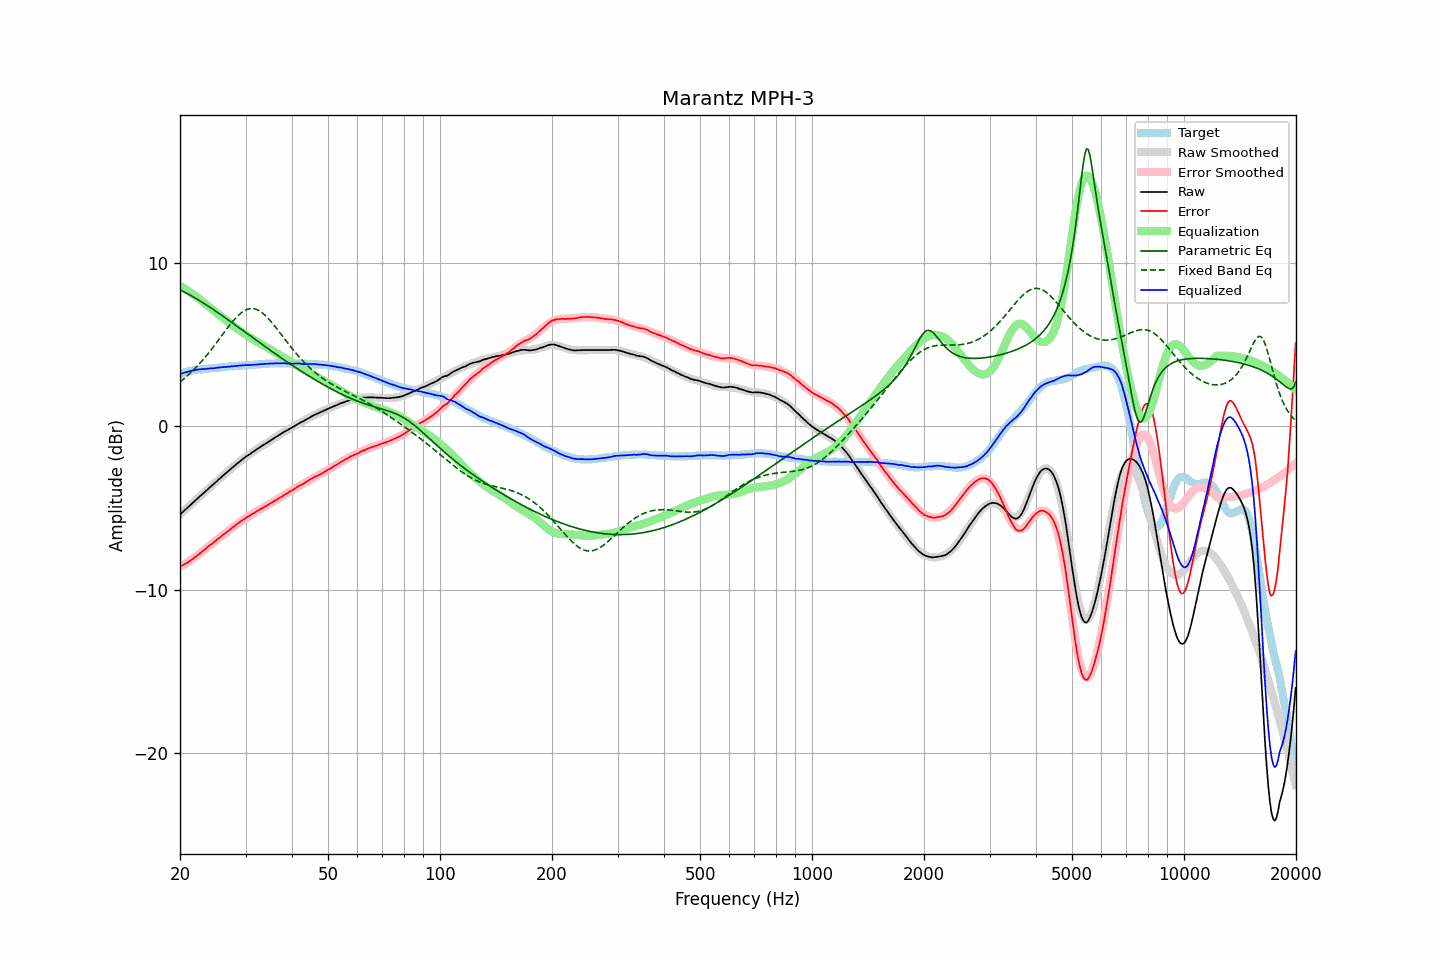 Marantz MPH-3
Target
Raw Smoothed
Error Smoothed
Raw
Error
Equalization
Parametric Eq
Fixed Band Eq
Equalized
10
0
−10
−20
Amplitude (dBr)
20
50
100
200
500
1000
2000
5000
10000
20000
Frequency (Hz)